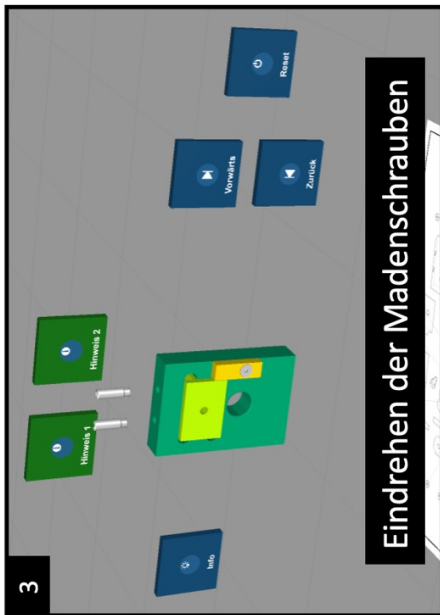 3
Hinweis 1
Hinweis 2
Info
Vorwärts
Zurück
Reset
Eindrehen der Madenschrauben